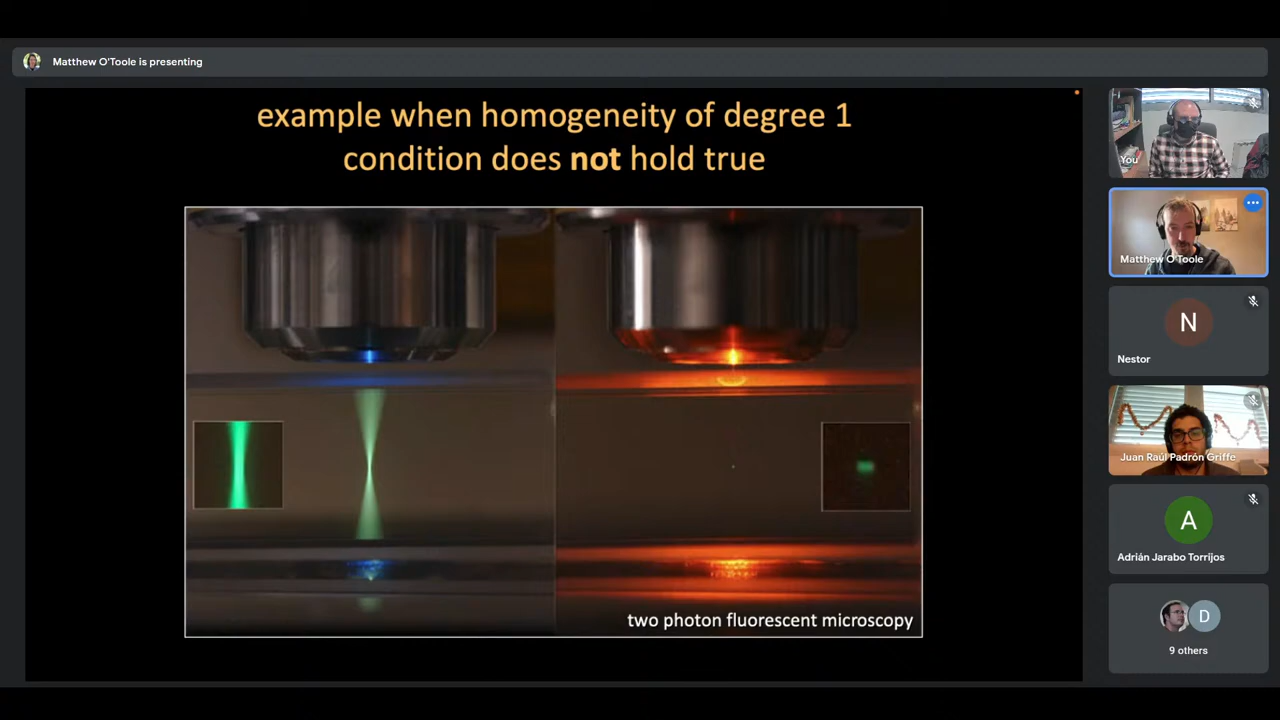 Matthew O'Toole is presenting
example when homogeneity of degree 1
condition does not hold true
two photon fluorescent microscopy
You
Matthew O'Toole
N
Nestor
Juan Raúl Padrón Griffe
A
Adrián Jarabo Torrijos
D
9 others